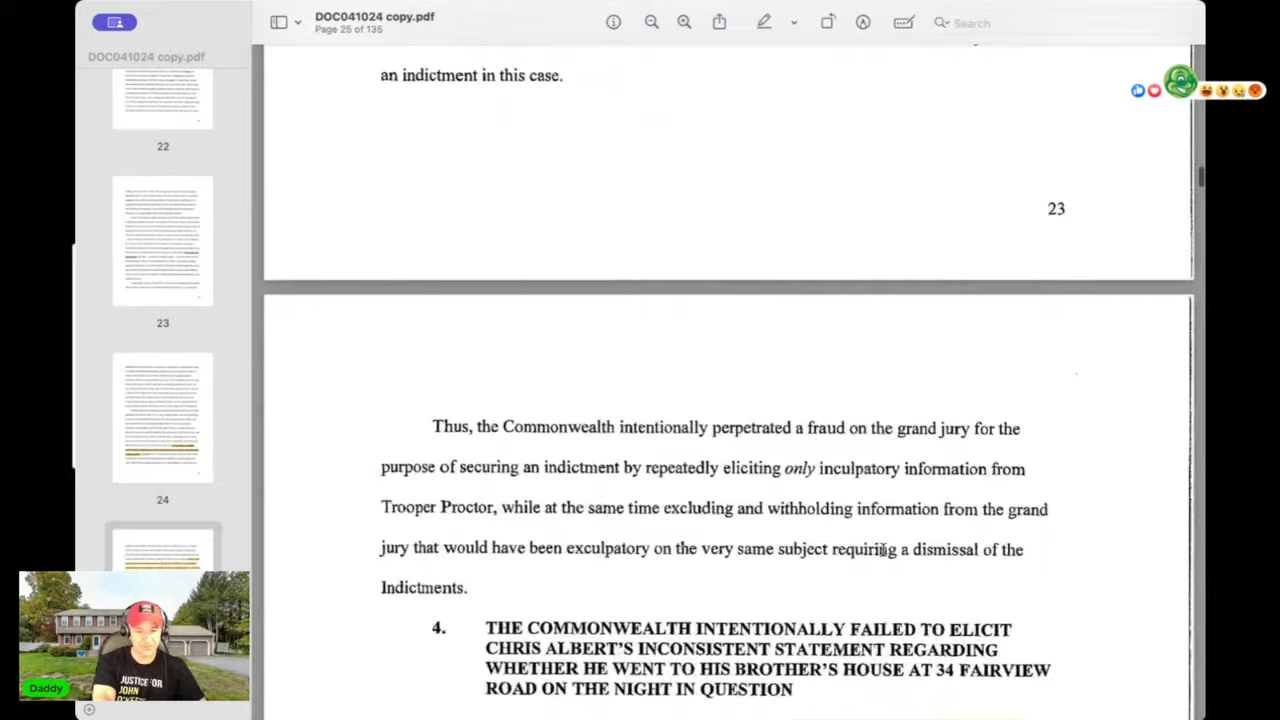 DOC041024 copy.pdf
Page 25 of 135
Search
DOC041024 copy.pdf
22
23
24
an indictment in this case.
23
Thus, the Commonwealth intentionally perpetrated a fraud on the grand jury for the
purpose of securing an indictment by repeatedly eliciting only inculpatory information from
Trooper Proctor, while at the same time excluding and withholding information from the grand
jury that would have been exculpatory on the very same subject requiring a dismissal of the
Indictments.
4. THE COMMONWEALTH INTENTIONALLY FAILED TO ELICIT
CHRIS ALBERT'S INCONSISTENT STATEMENT REGARDING
WHETHER HE WENT TO HIS BROTHER'S HOUSE AT 34 FAIRVIEW
ROAD ON THE NIGHT IN QUESTION
JUSTICE FOR
JOHN
Daddy